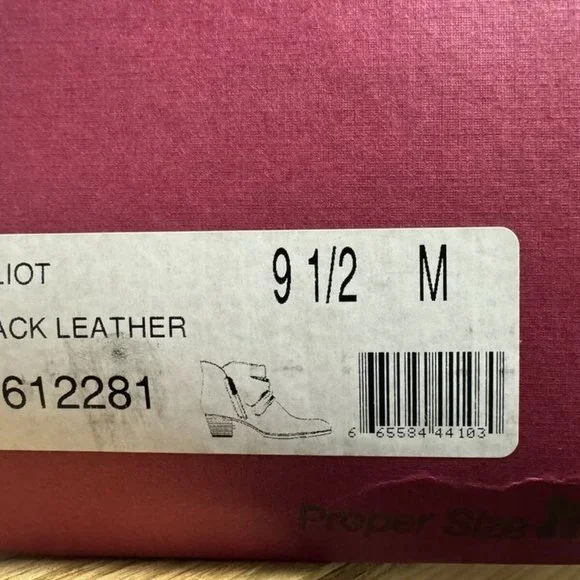 LIOT 9 1/2 M
ACK LEATHER
612281
6 65584 44103
Proper Size